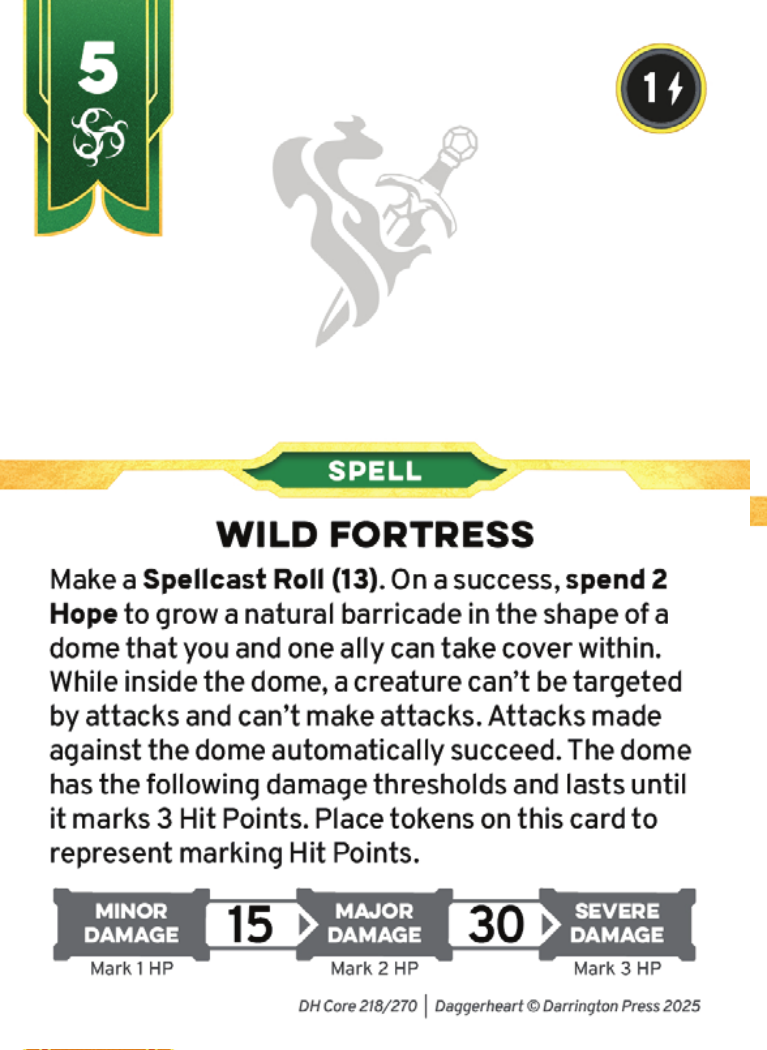 5
1
SPELL
WILD FORTRESS
Make a Spellcast Roll (13). On a success, spend 2
Hope to grow a natural barricade in the shape of a
dome that you and one ally can take cover within.
While inside the dome, a creature can’t be targeted
by attacks and can’t make attacks. Attacks made
against the dome automatically succeed. The dome
has the following damage thresholds and lasts until
it marks 3 Hit Points. Place tokens on this card to
represent marking Hit Points.
MINOR DAMAGE 15 MAJOR DAMAGE 30 SEVERE DAMAGE
Mark 1 HP Mark 2 HP Mark 3 HP
DH Core 218/270 | Daggerheart © Darrington Press 2025